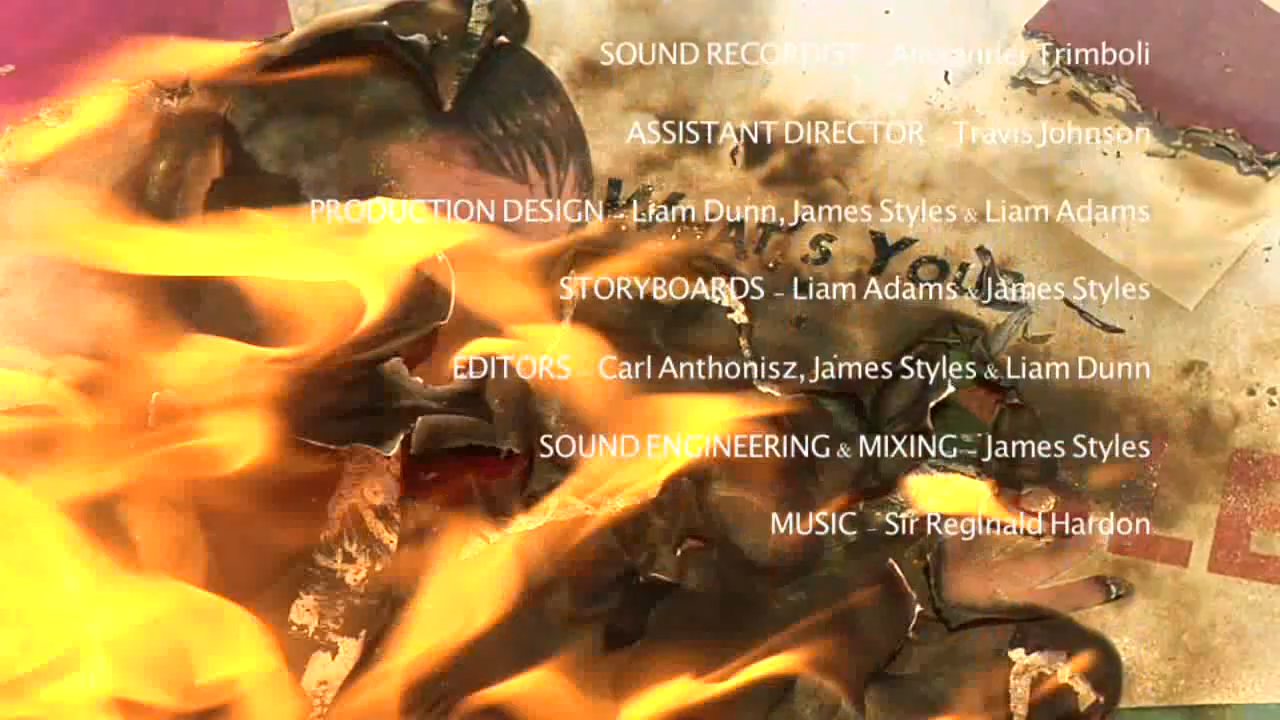 SOUND RECORDIST - Alexander Trimboli
ASSISTANT DIRECTOR - Travis Johnson
PRODUCTION DESIGN - Liam Dunn, James Styles & Liam Adams
What's Your
STORYBOARDS - Liam Adams & James Styles
EDITORS - Carl Anthonisz, James Styles & Liam Dunn
SOUND ENGINEERING & MIXING - James Styles
MUSIC - Sir Reginald Hardon